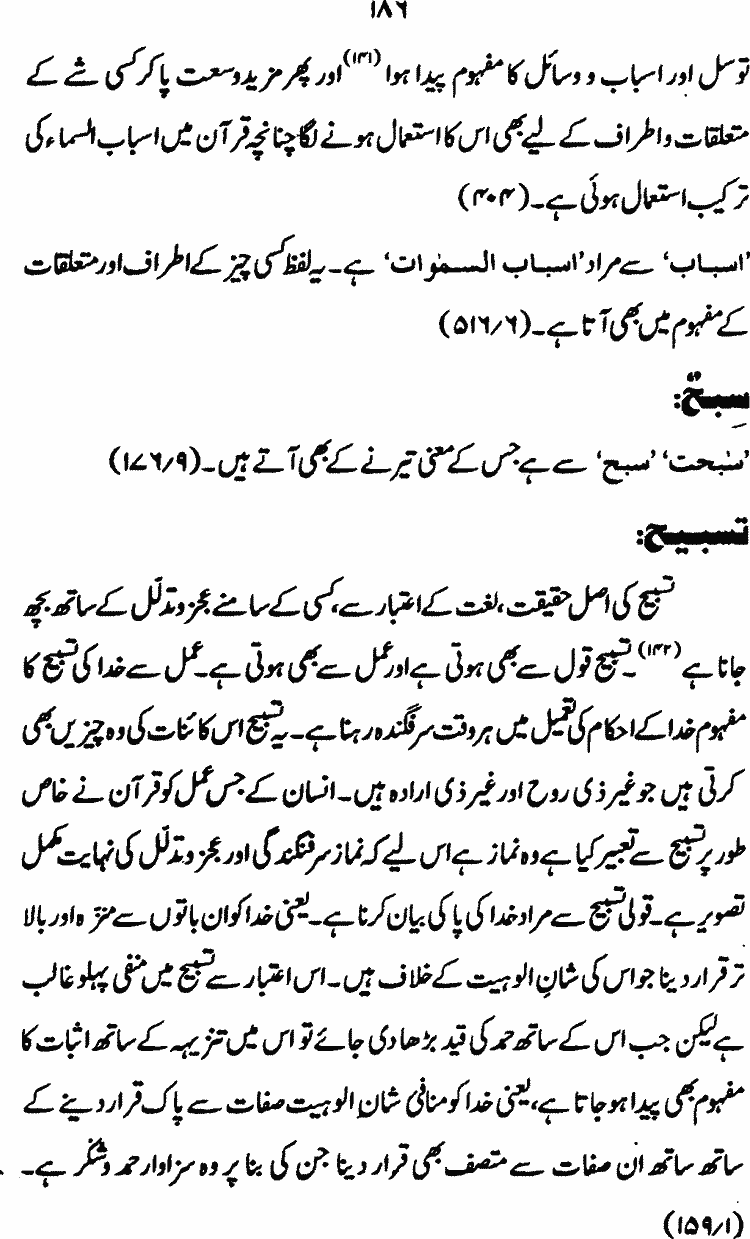 ۱۸۶
توسل اور اسباب و وسائل کا مفہوم پیدا ہوا (۱۴۱) اور پھر مزید وسعت پا کر کسی شے کے
متعلقات و اطراف کے لیے بھی اس کا استعمال ہونے لگا چنانچہ قرآن میں اسباب السماء کی
ترکیب استعمال ہوئی ہے۔ (۴۰۴)
'اسباب' سے مراد 'اسباب السمٰوات' ہے۔ یہ لفظ کسی چیز کے اطراف اور متعلقات
کے مفہوم میں بھی آتا ہے۔ (۵۱۶/۶)
سِبحٌ:
'سٰبحت' 'سبح' سے ہے جس کے معنی تیرنے کے بھی آتے ہیں۔ (۱۷۶/۹)
تسبیح:
تسبیح کی اصل حقیقت، لغت کے اعتبار سے، کسی کے سامنے عجز و تذلّل کے ساتھ بچھ
جانا ہے (۱۴۲)۔ تسبیح قول سے بھی ہوتی ہے اور عمل سے بھی ہوتی ہے۔ عمل سے خدا کی تسبیح کا
مفہوم خدا کے احکام کی تعمیل میں ہر وقت سرفگندہ رہنا ہے۔ یہ تسبیح اس کائنات کی وہ چیزیں بھی
کرتی ہیں جو غیر ذی روح اور غیر ذی ارادہ ہیں۔ انسان کے جس عمل کو قرآن نے خاص
طور پر تسبیح سے تعبیر کیا ہے وہ نماز ہے اس لیے کہ نماز سرفگندگی اور عجز و تذلّل کی نہایت مکمل
تصویر ہے۔ قولی تسبیح سے مراد خدا کی پاکی بیان کرنا ہے۔ یعنی خدا کو ان باتوں سے منزّہ اور بالا
تر قرار دینا جو اس کی شانِ الوہیت کے خلاف ہیں۔ اس اعتبار سے تسبیح میں منفی پہلو غالب
ہے لیکن جب اس کے ساتھ حمد کی قید بڑھا دی جائے تو اس میں تنزیہہ کے ساتھ اثبات کا
مفہوم بھی پیدا ہو جاتا ہے، یعنی خدا کو منافیٔ شانِ الوہیت صفات سے پاک قرار دینے کے
ساتھ ساتھ ان صفات سے متصف بھی قرار دینا جن کی بنا پر وہ سزاوار حمد و شکر ہے۔
(۱۵۹/۱)